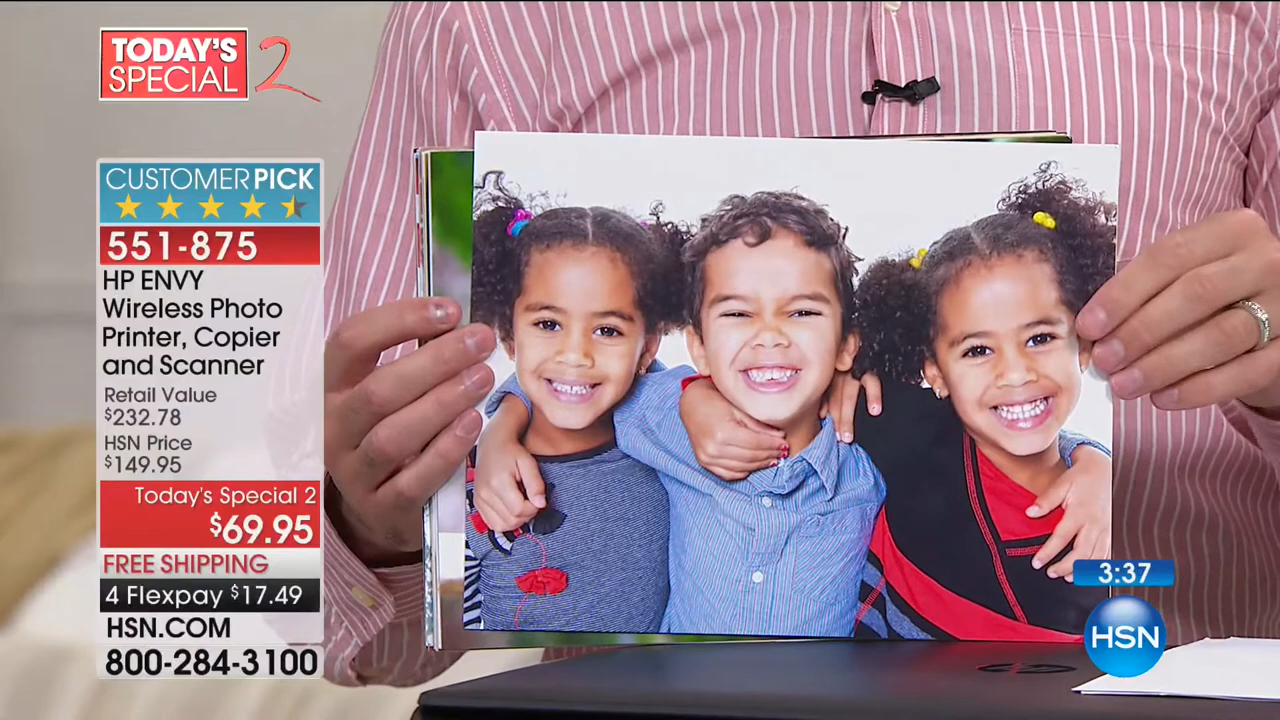 TODAY'S
SPECIAL 2
CUSTOMER PICK
551-875
HP ENVY
Wireless Photo
Printer, Copier
and Scanner
Retail Value
$232.78
HSN Price
$149.95
Today's Special 2
$69.95
FREE SHIPPING
4 Flexpay $17.49
HSN.COM
800-284-3100
3:37
HSN
hp